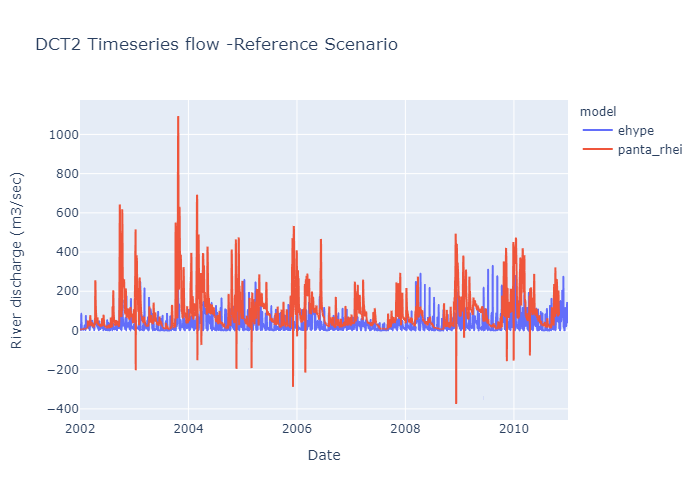 DCT2 Timeseries flow -Reference Scenario
model
ehype
panta_rhei
River discharge (m3/sec)
1000
800
600
400
200
0
−200
−400
2002
2004
2006
2008
2010
Date